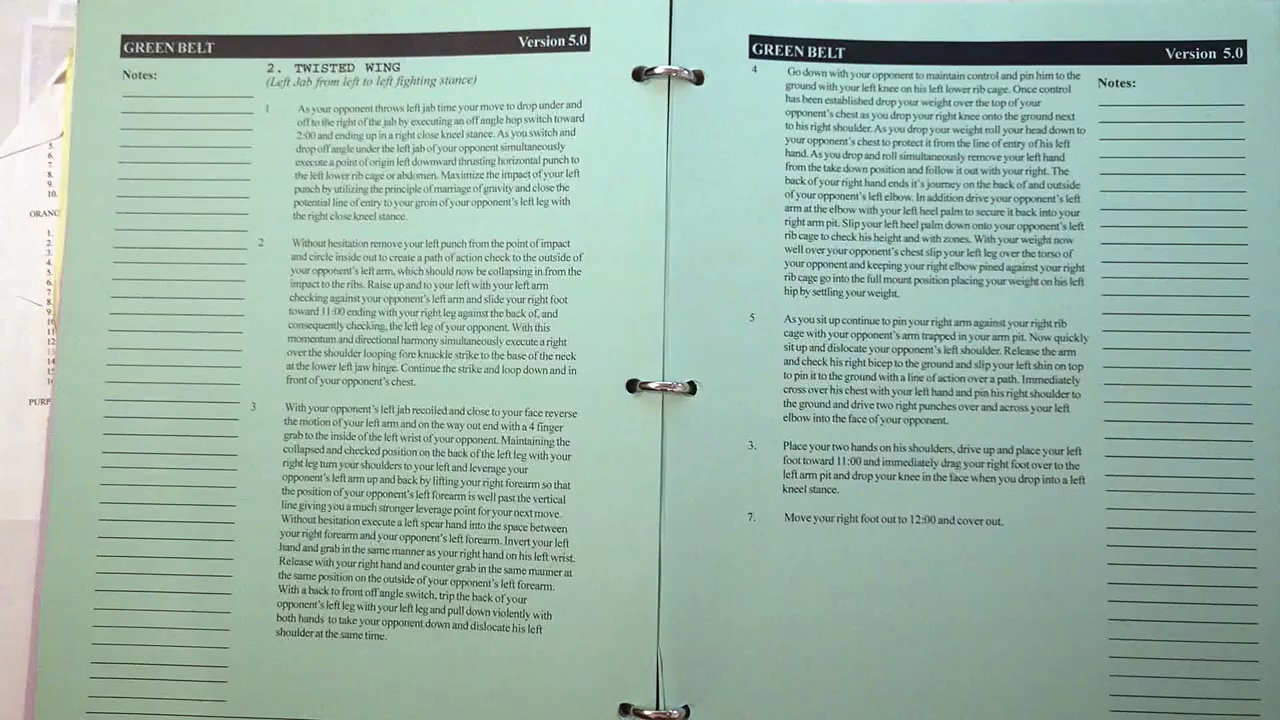 GREEN BELT
Version 5.0
Notes:
2. TWISTED WING
(Left Jab from left to left fighting stance)
1
As your opponent throws left jab time your move to drop under and
off to the right of the jab by executing an off angle hop switch toward
2:00 and ending up in a right close kneel stance. As you switch and
drop off angle under the left jab of your opponent simultaneously
execute a point of origin left downward thrusting horizontal punch to
the left lower rib cage or abdomen. Maximize the impact of your left
punch by utilizing the principle of marriage of gravity and close the
potential line of entry to your groin of your opponent's left leg with
the right close kneel stance.
2
Without hesitation remove your left punch from the point of impact
and circle inside out to create a path of action check to the outside of
your opponent's left arm, which should now be collapsing in from the
impact to the ribs. Raise up and to your left with left arm
checking against your opponent's left arm and slide your right foot
toward 11:00 ending with your right leg against the back of, and
consequently checking, the left leg of your opponent. With this
momentum and directional harmony simultaneously execute a right
over the shoulder looping fore knuckle strike to the base of the neck
at the lower left jaw hinge. Continue the strike and loop down and in
front of your opponent's chest.
3
With your opponent's left jab recoiled and close to your face reverse
the motion of your left arm and on the way out end with a 4 finger
grab to the inside of the left wrist of your opponent. Maintaining the
collapsed and checked position on the back of the left leg with your
right leg turn your shoulders to your left and leverage your
opponent's left arm up and back by lifting your right forearm so that
the position of your opponent's left forearm is well past the vertical
line giving you a much stronger leverage point for your next move.
Without hesitation execute a left spear hand into the space between
your right forearm and your opponent's left forearm. Invert your left
hand and grab in the same manner as your right hand on his left wrist.
Release with your right hand and counter grab in the same manner at
the same position on the outside of your opponent's left forearm.
With a back to front off angle switch, trip the back of your
opponent's left leg with your left leg and pull down violently with
both hands to take your opponent down and dislocate his left
shoulder at the same time.
GREEN BELT
Version 5.0
Notes:
4
Go down with your opponent to maintain control and pin him to the
ground with your left knee on his left lower rib cage. Once control
has been established drop your weight over the top of your
opponent's chest as you drop your right knee onto the ground next
to his right shoulder. As you drop your weight roll your head down to
your opponent's chest to protect it from the line of entry of his left
hand. As you drop and roll simultaneously remove your left hand
from the take down position and follow it out with your right. The
back of your right hand ends it's journey on the back of and outside
of your opponent's left elbow. In addition drive your opponent's left
arm at the elbow with your left heel palm to secure it back into your
right arm pit. Slip your left heel palm down onto your opponent's left
rib cage to check his height and with zones. With your weight now
well over your opponent's chest slip your left leg over the torso of
your opponent and keeping your right elbow pined against your right
rib cage go into the full mount position placing your weight on his left
hip by settling your weight.
5
As you sit up continue to pin your right arm against your right rib
cage with your opponent's arm trapped in your arm pit. Now quickly
sit up and dislocate your opponent's left shoulder. Release the arm
and check his right bicep to the ground and slip your left shin on top
to pin it to the ground with a line of action over a path. Immediately
cross over his chest with your left hand and pin his right shoulder to
the ground and drive two right punches over and across your left
elbow into the face of your opponent.
3.
Place your two hands on his shoulders, drive up and place your left
foot toward 11:00 and immediately drag your right foot over to the
left arm pit and drop your knee in the face when you drop into a left
kneel stance.
7.
Move your right foot out to 12:00 and cover out.
5.
6.
7.
8.
9.
10.
ORANG
1.
2.
3.
4.
5.
6.
7.
8.
9.
10
11
12
13
14
15
PURP